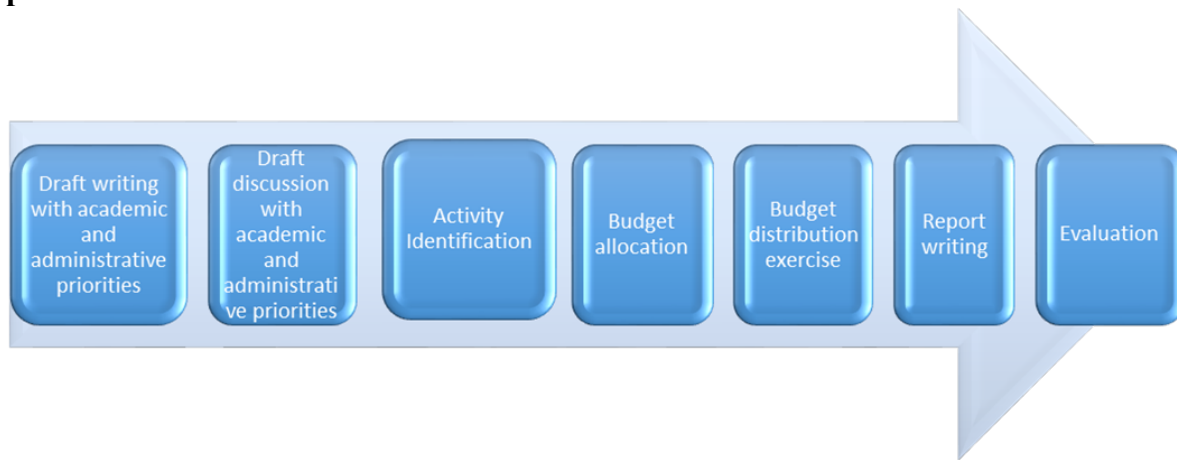 Draft writing
with academic
and
administrative
priorities
Draft
discussion
with
academic
and
administrati
ve priorities
Activity
Identification
Budget
allocation
Budget
distribution
exercise
Report
writing
Evaluation